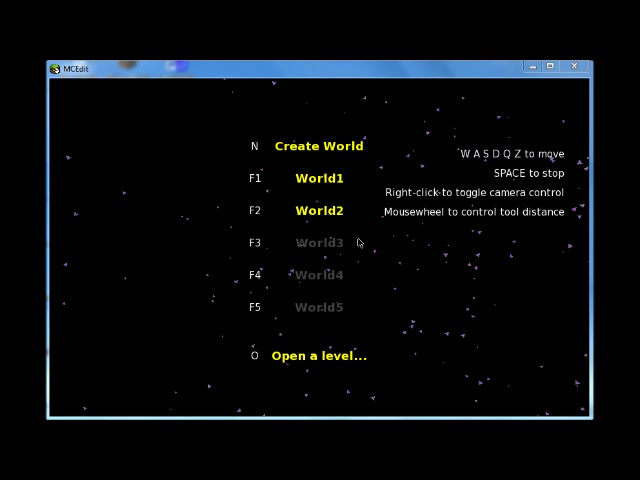 MCEdit
N Create World
W A S D Q Z to move
SPACE to stop
F1 World1
Right-click to toggle camera control
F2 World2
Mousewheel to control tool distance
F3 World3
F4 World4
F5 World5
O Open a level...